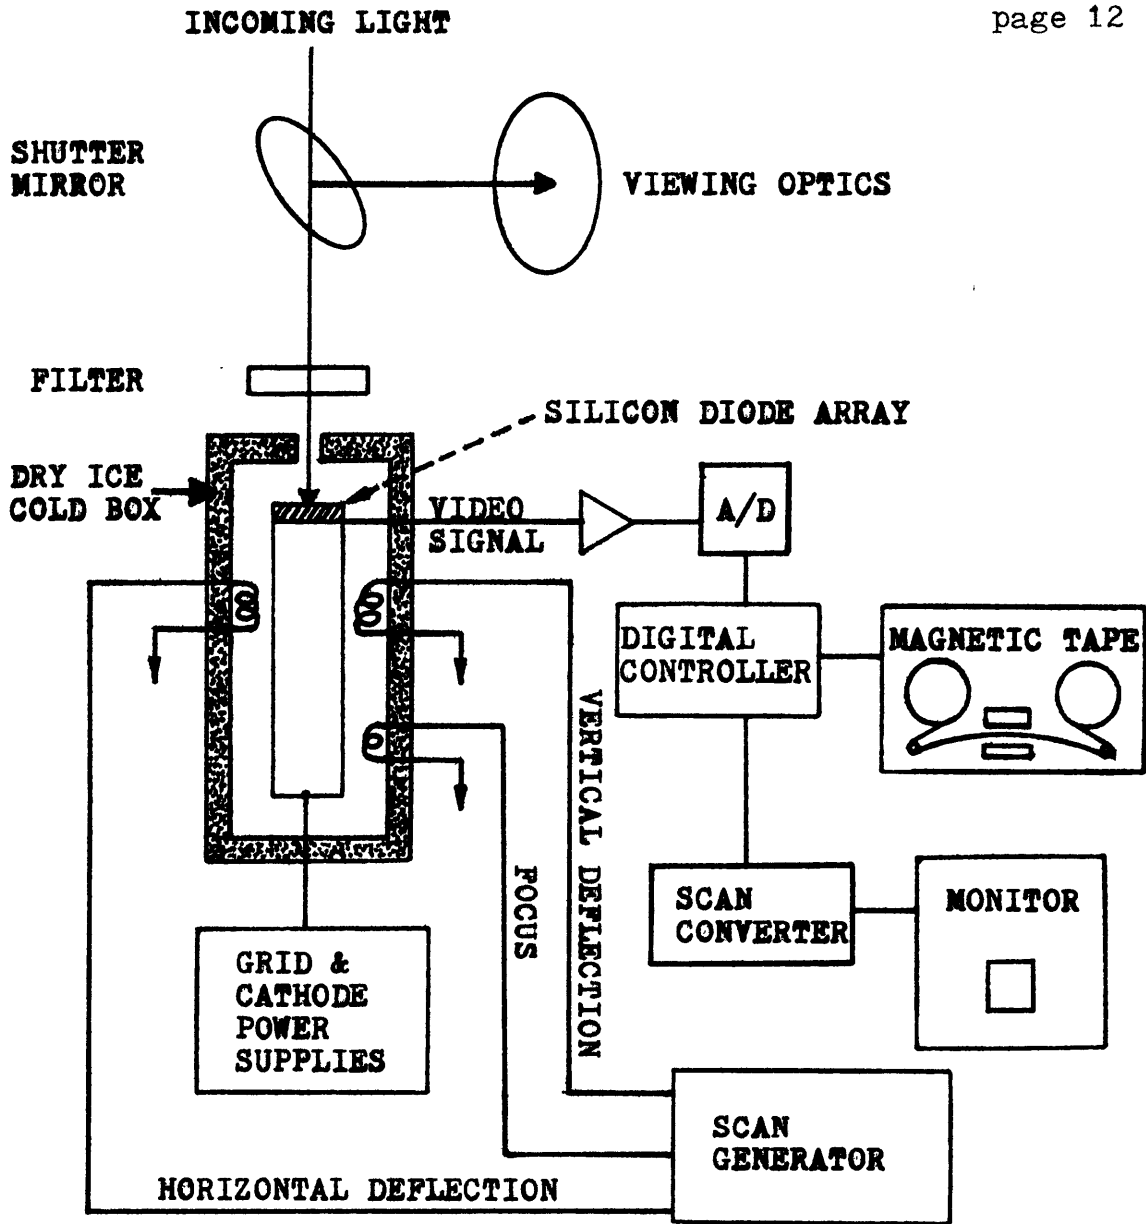 page 12
INCOMING LIGHT
SHUTTER
MIRROR
VIEWING OPTICS
FILTER
SILICON DIODE ARRAY
DRY ICE
COLD BOX
VIDEO
SIGNAL
A/D
DIGITAL
CONTROLLER
MAGNETIC TAPE
VERTICAL DEFLECTION
FOCUS
SCAN
CONVERTER
MONITOR
GRID &
CATHODE
POWER
SUPPLIES
SCAN
GENERATOR
HORIZONTAL DEFLECTION